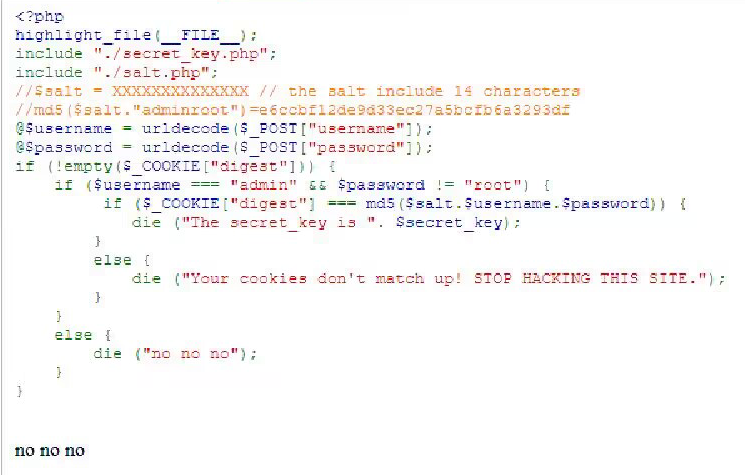 <?php
highlight_file(__FILE__);
include "./secret_key.php";
include "./salt.php";
//$salt = XXXXXXXXXXXXXX // the salt include 14 characters
//md5($salt."adminroot")=e6ccbf12de9d33ec27a5bcfb6a3293df
@$username = urldecode($_POST["username"]);
@$password = urldecode($_POST["password"]);
if (!empty($_COOKIE["digest"])) {
if ($username === "admin" && $password != "root") {
if ($_COOKIE["digest"] === md5($salt.$username.$password)) {
die ("The secret_key is ". $secret_key);
}
else {
die ("Your cookies don't match up! STOP HACKING THIS SITE.");
}
}
else {
die ("no no no");
}
}
no no no